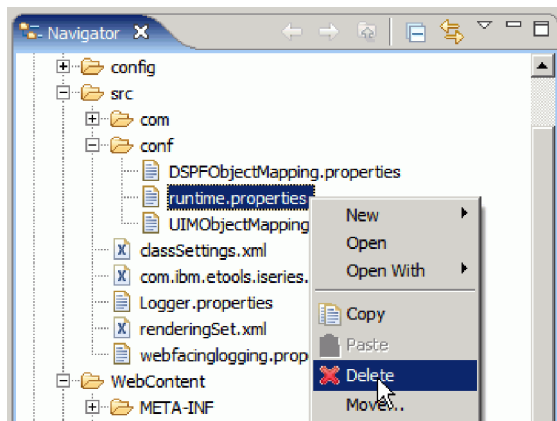 Navigator
config
src
com
conf
DSPFObjectMapping.properties
runtime.properties
UIMObjectMapping
classSettings.xml
com.ibm.etools.iseries.
Logger.properties
renderingSet.xml
webfacinglogging.prop
WebContent
META-INF
New
Open
Open With
Copy
Paste
Delete
Move...